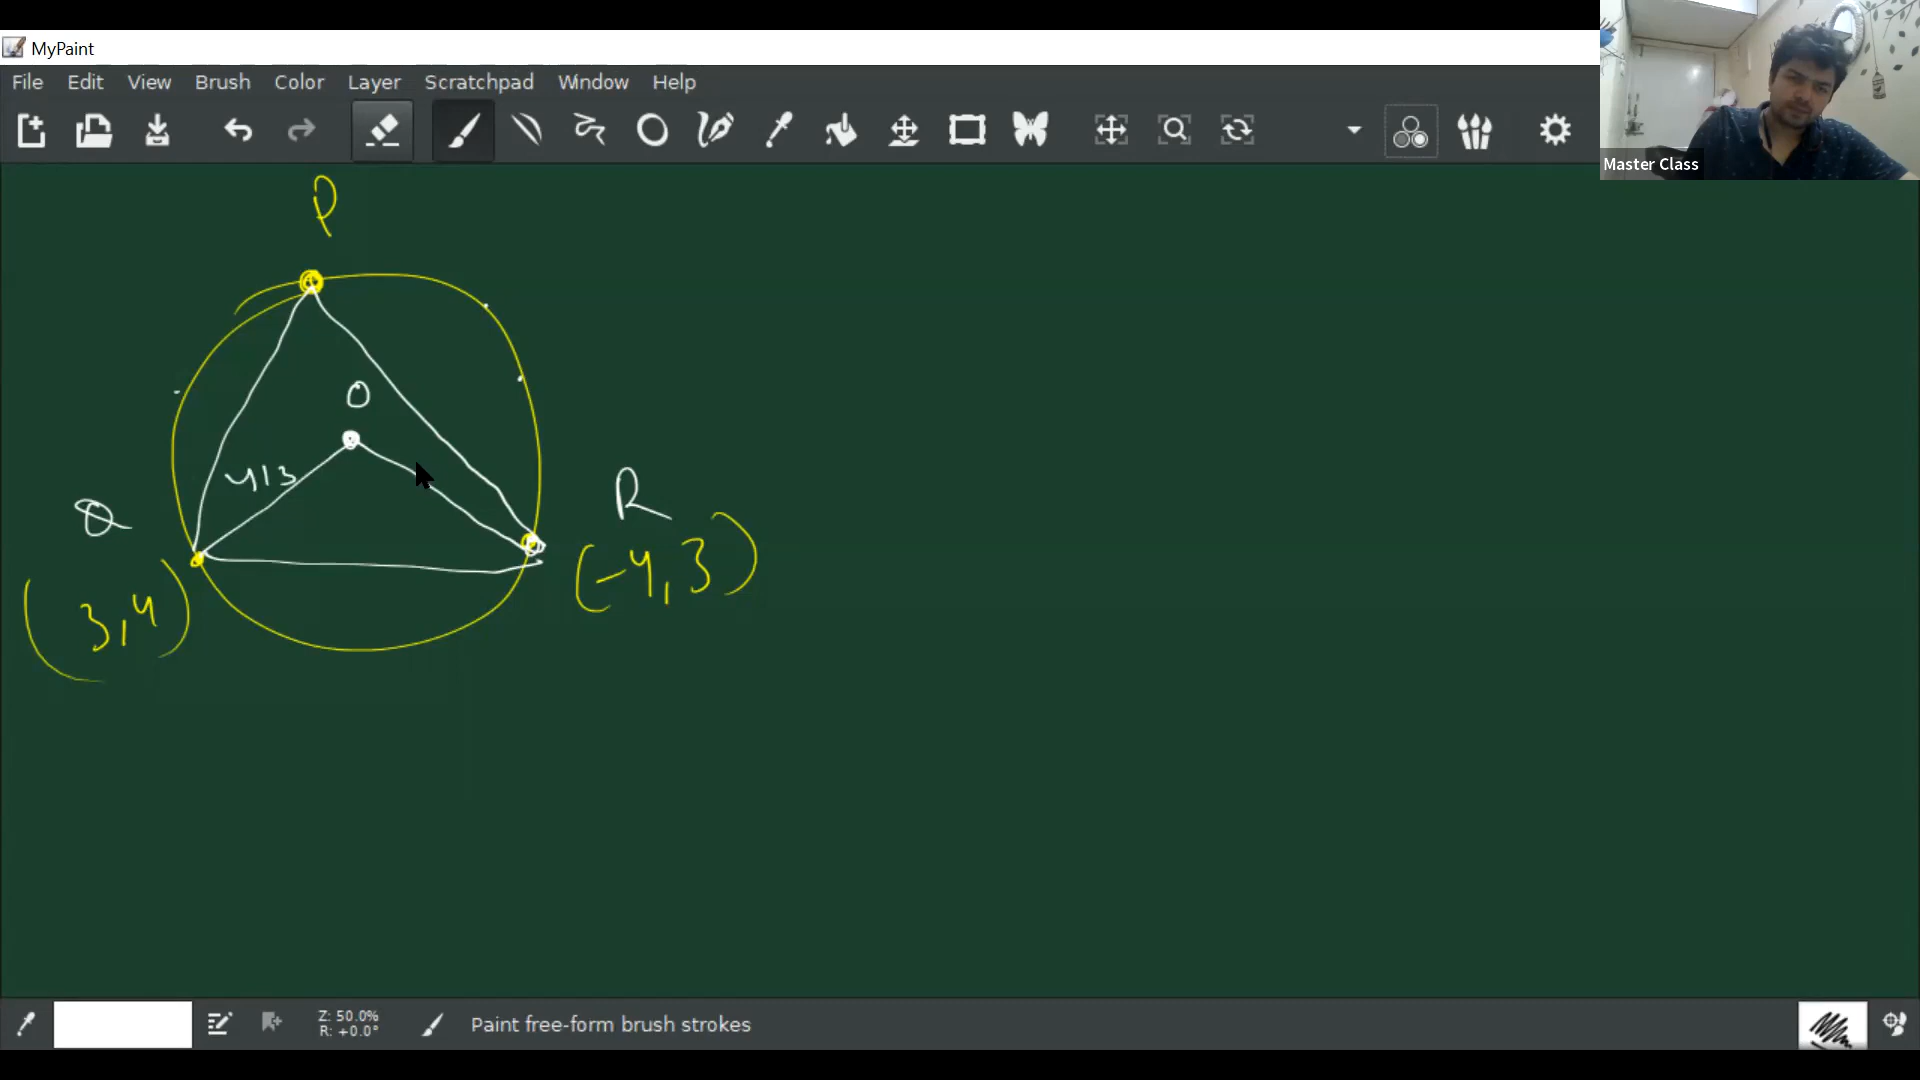 MyPaint
File Edit View Brush Color Layer Scratchpad Window Help
Master Class
P
O
4/3
Q
R
(-4,3)
(3,4)
Z: 50.0%
R: +0.0°
Paint free-form brush strokes